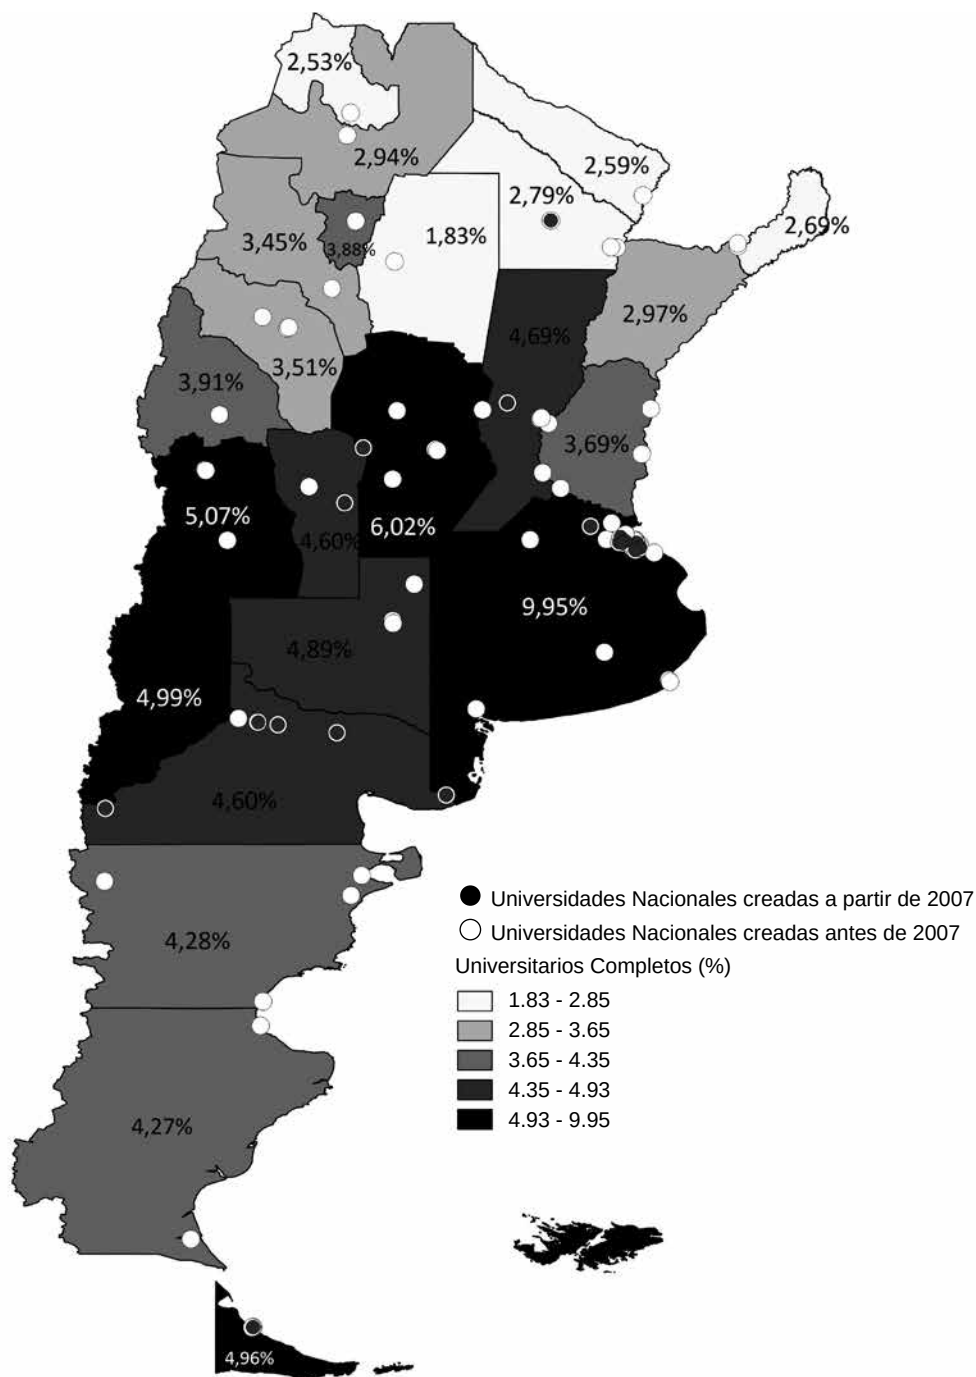 2,53%
2,94%
2,59%
2,79%
2,69%
3,45%
3,88%
1,83%
2,97%
4,69%
3,51%
3,91%
3,69%
5,07%
6,02%
4,60%
9,95%
4,89%
4,99%
4,60%
Universidades Nacionales creadas a partir de 2007
Universidades Nacionales creadas antes de 2007
4,28%
Universitarios Completos (%)
1.83 - 2.85
2.85 - 3.65
3.65 - 4.35
4.35 - 4.93
4.93 - 9.95
4,27%
4,96%